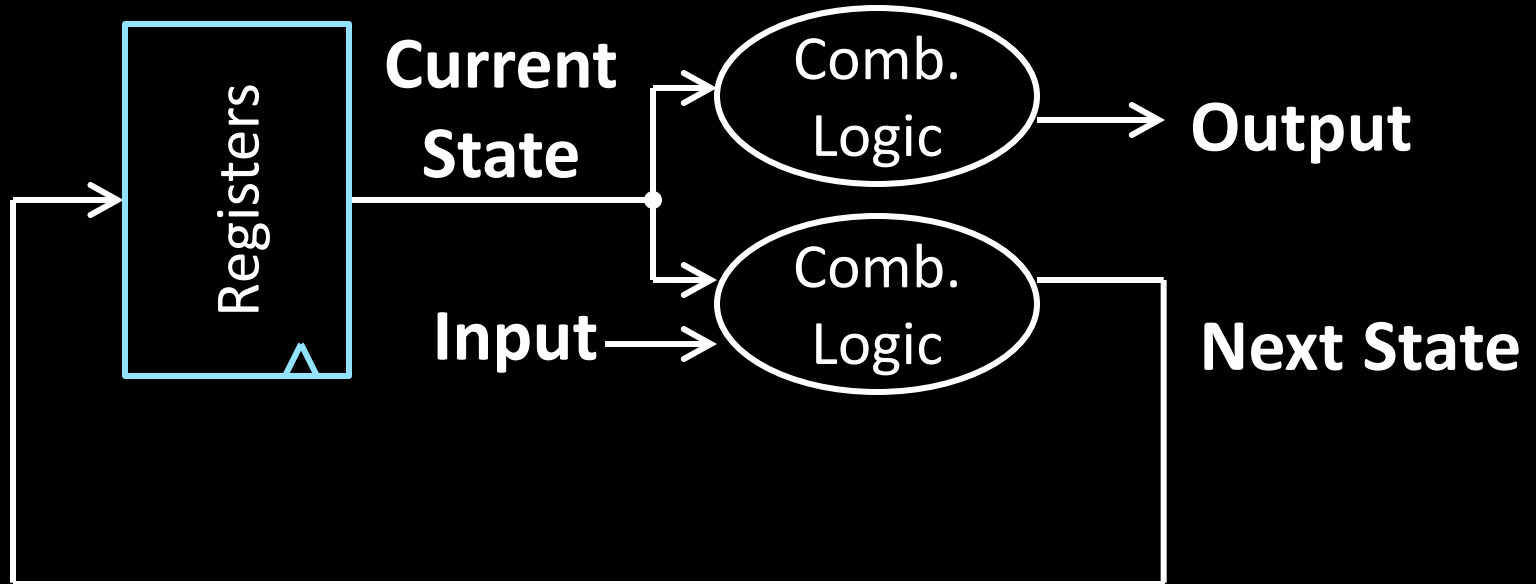 Registers
Current
State
Comb.
Logic
Output
Input
Comb.
Logic
Next State